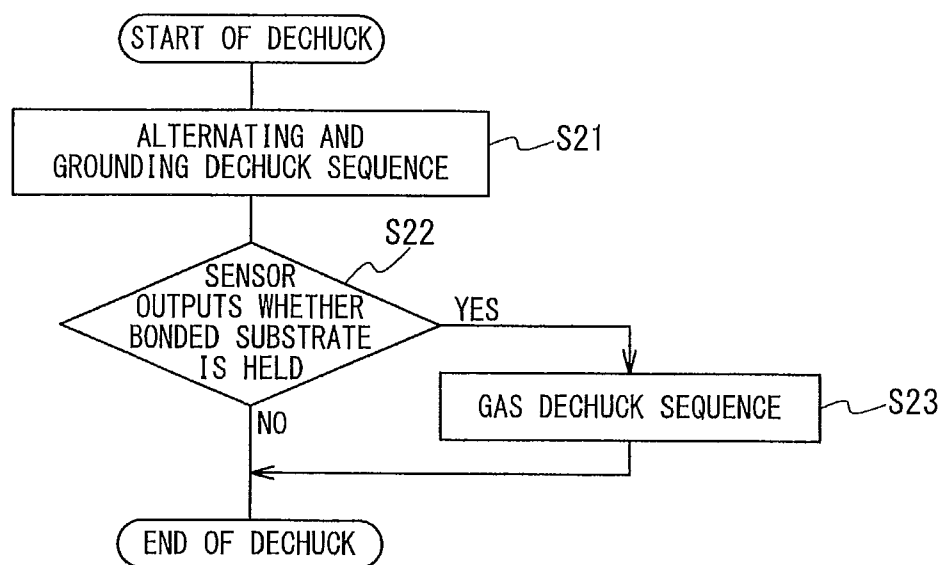 START OF DECHUCK
ALTERNATING AND
GROUNDING DECHUCK SEQUENCE
S21
S22
SENSOR
OUTPUTS WHETHER
BONDED SUBSTRATE
IS HELD
YES
GAS DECHUCK SEQUENCE
S23
NO
END OF DECHUCK